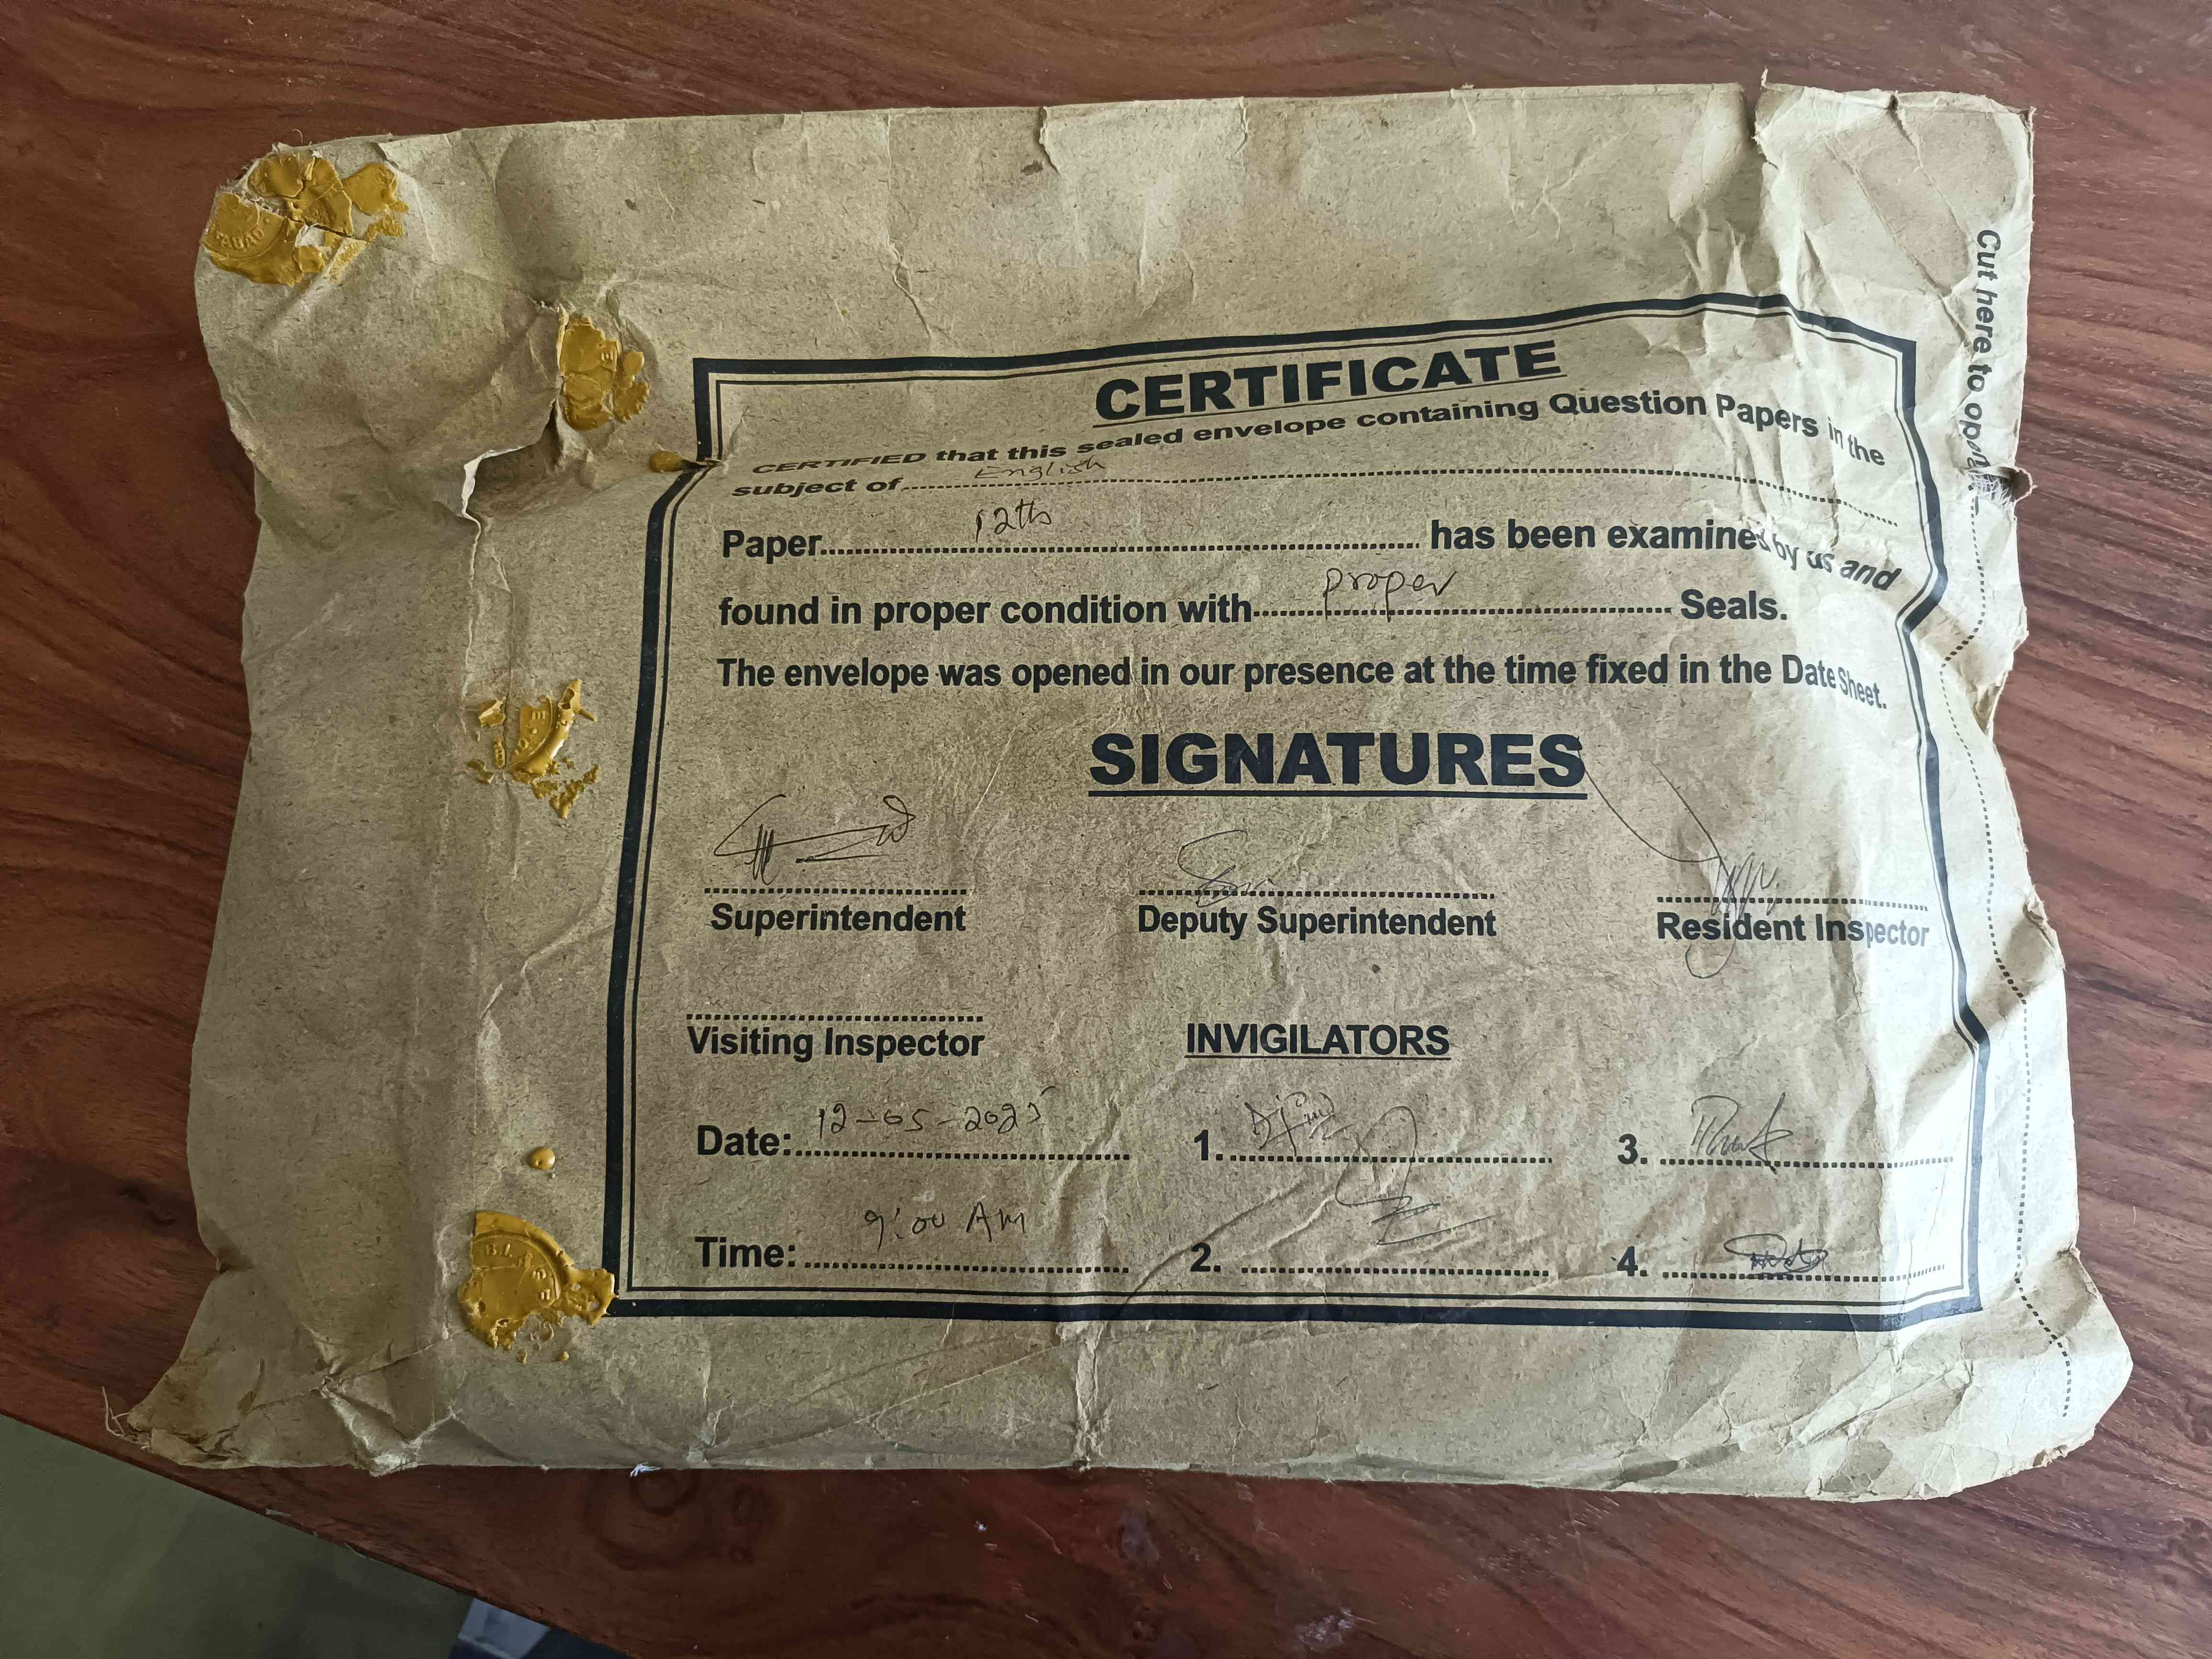 CERTIFICATE
CERTIFIED that this sealed envelope containing Question Papers in the
subject of English
Paper 12th has been examined by us and
found in proper condition with proper Seals.
The envelope was opened in our presence at the time fixed in the Date Sheet.
SIGNATURES
Superintendent Deputy Superintendent Resident Inspector
Visiting Inspector INVIGILATORS
Date: 12-05-2025 1. 3.
Time: 9:00 AM 2. 4.
Cut here to open
B.I.S.E